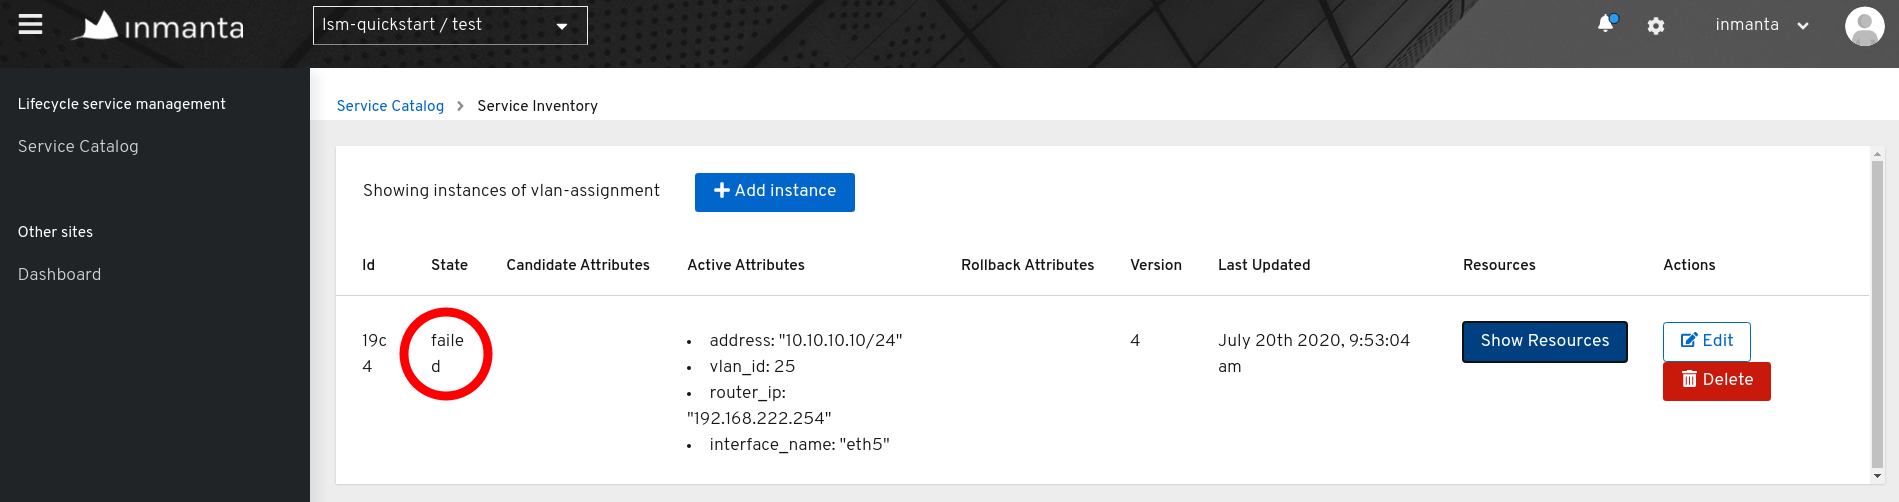 inmanta
lsm-quickstart / test
inmanta
Lifecycle service management
Service Catalog
Other sites
Dashboard
Service Catalog > Service Inventory
Showing instances of vlan-assignment
Add instance
Id State Candidate Attributes Active Attributes Rollback Attributes Version Last Updated Resources Actions
19c
4
faile
d
• address: "10.10.10.10/24"
• vlan_id: 25
• router_ip:
"192.168.222.254"
• interface_name: "eth5"
4
July 20th 2020, 9:53:04
am
Show Resources
Edit
Delete